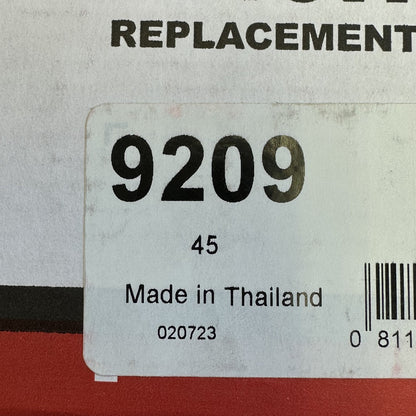 REPLACEMENT
9209
45
Made in Thailand
020723
0 811